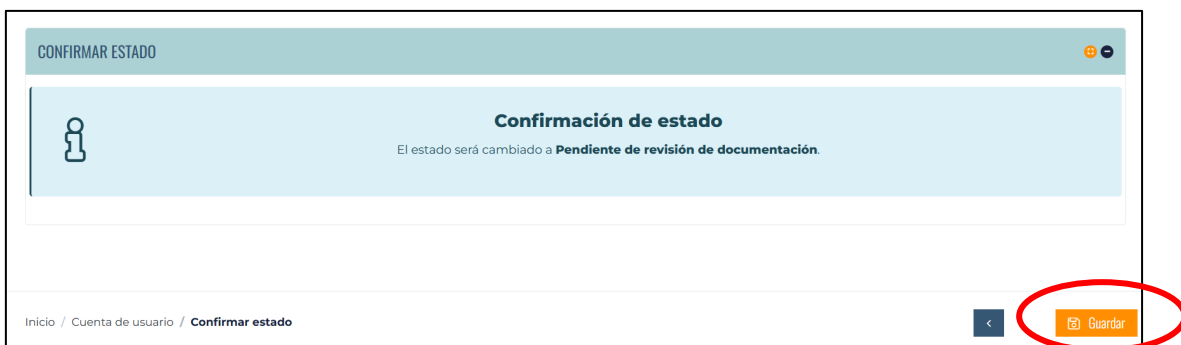 CONFIRMAR ESTADO
Confirmación de estado
El estado será cambiado a Pendiente de revisión de documentación.
Inicio / Cuenta de usuario / Confirmar estado
Guardar